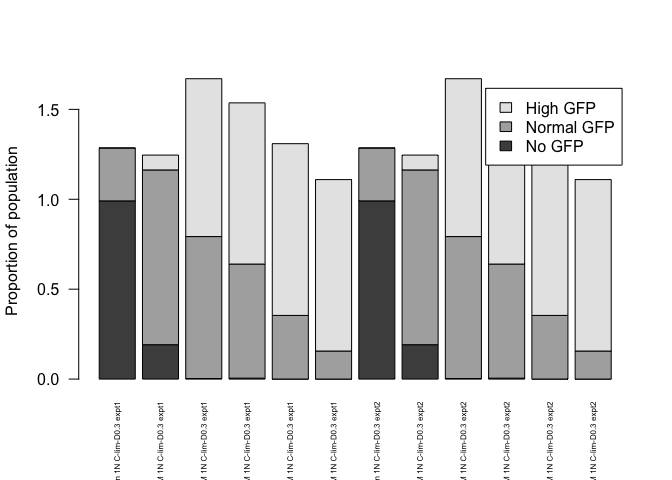 Proportion of population
1.5
1.0
0.5
0.0
High GFP
Normal GFP
No GFP
1N C-lim-D0.3 expt1
1N C-lim-D0.3 expt1
1N C-lim-D0.3 expt1
1N C-lim-D0.3 expt1
1N C-lim-D0.3 expt1
1N C-lim-D0.3 expt1
1N C-lim-D0.3 expt2
1N C-lim-D0.3 expt2
1N C-lim-D0.3 expt2
1N C-lim-D0.3 expt2
1N C-lim-D0.3 expt2
1N C-lim-D0.3 expt2